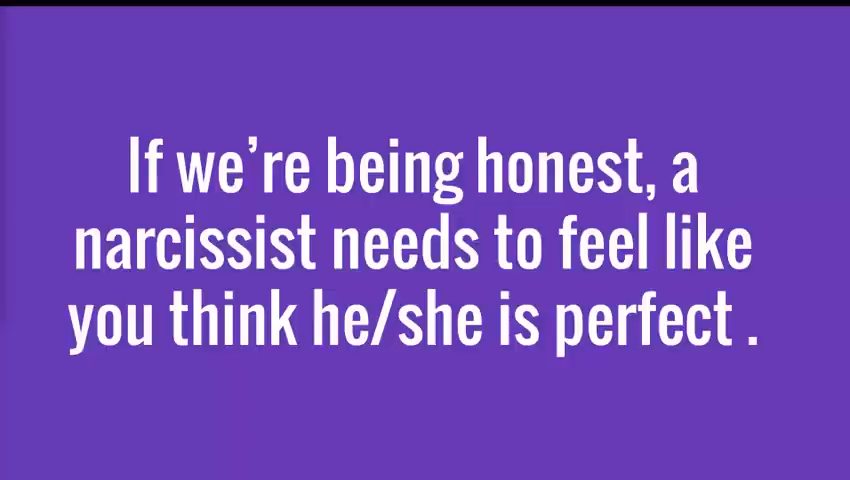 If we’re being honest, a
narcissist needs to feel like
you think he/she is perfect .